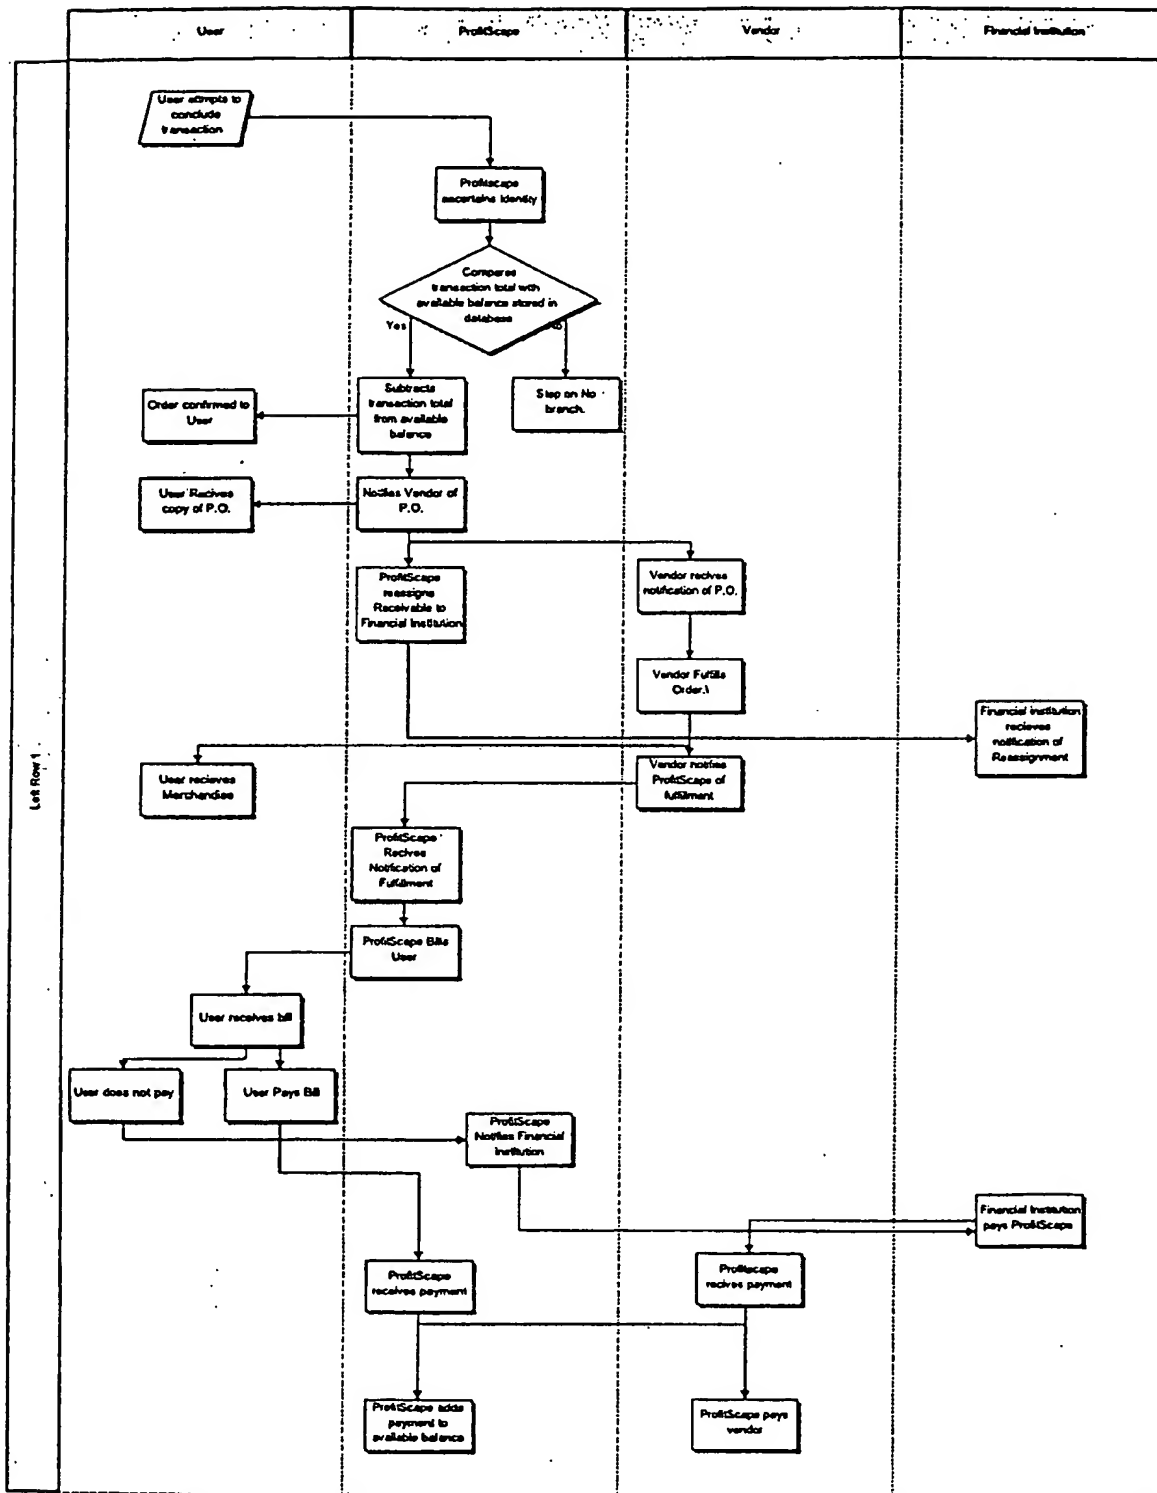 User
ProfitScape
Vendor
Financial Institution
Left Row 1
User attmpts to
conclude
transaction
Profitscape
ascertains Identity
Compares
transaction total with
available balance stored in
database
Yes
No
Subtracts
transaction total
from available
balance
Step on No
branch.
Order confirmed to
User
User Recives
copy of P.O.
Notifies Vendor of
P.O.
ProfitScape
reassigns
Receivable to
Financial Institution
Vendor recives
notification of P.O.
Vendor Fulfills
Order.\
Financial institution
recieves
notification of
Reassignment
User recieves
Merchandise
Vendor notifies
ProfitScape of
fulfillment
ProfitScape
Recives
Notification of
Fulfillment
ProfitScape Bills
User
User receives bill
User does not pay
User Pays Bill
ProfitScape
Notifies Financial
Institution
Financial Institution
pays ProfitScape
ProfitScape
receives payment
Profitscape
recives payment
ProfitScape adds
payment to
available balance
ProfitScape pays
vendor